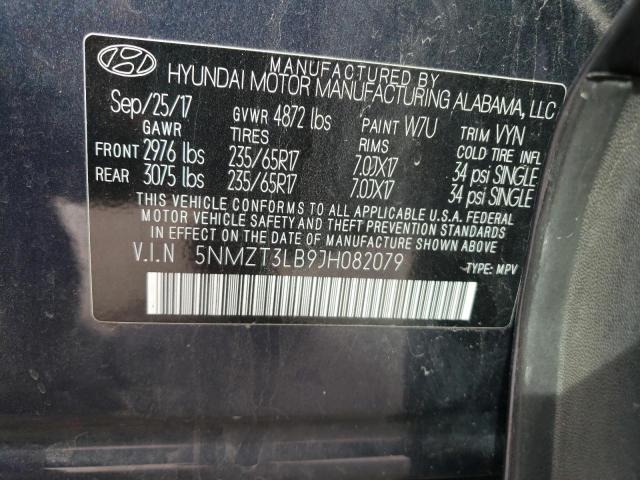 MANUFACTURED BY
HYUNDAI MOTOR MANUFACTURING ALABAMA, LLC
Sep/25/17 GVWR 4872 lbs PAINT W7U TRIM VYN
GAWR TIRES RIMS COLD TIRE INFL
FRONT 2976 lbs 235/65R17 7.0JX17 34 psi SINGLE
REAR 3075 lbs 235/65R17 7.0JX17 34 psi SINGLE
THIS VEHICLE CONFORMS TO ALL APPLICABLE U.S.A. FEDERAL
MOTOR VEHICLE SAFETY AND THEFT PREVENTION STANDARDS
IN EFFECT ON THE DATE OF MANUFACTURE SHOWN ABOVE.
V.I.N 5NMZT3LB9JH082079 TYPE: MPV